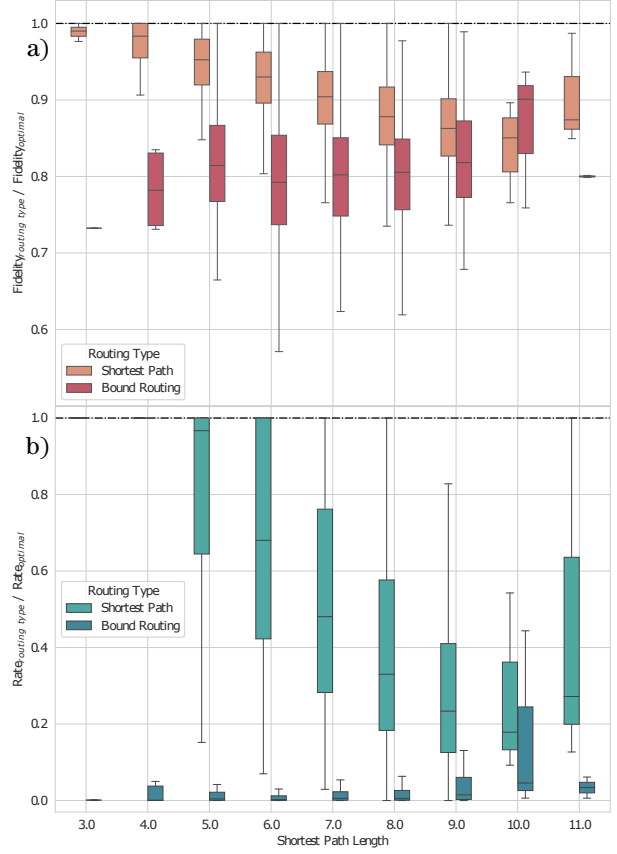 1.0
a)
0.9
0.8
0.7
0.6
Fidelity_routing type / Fidelity_optimal
Routing Type
Shortest Path
Bound Routing
1.0
b)
0.8
0.6
0.4
0.2
0.0
Rate_routing type / Rate_optimal
Routing Type
Shortest Path
Bound Routing
3.0 4.0 5.0 6.0 7.0 8.0 9.0 10.0 11.0
Shortest Path Length